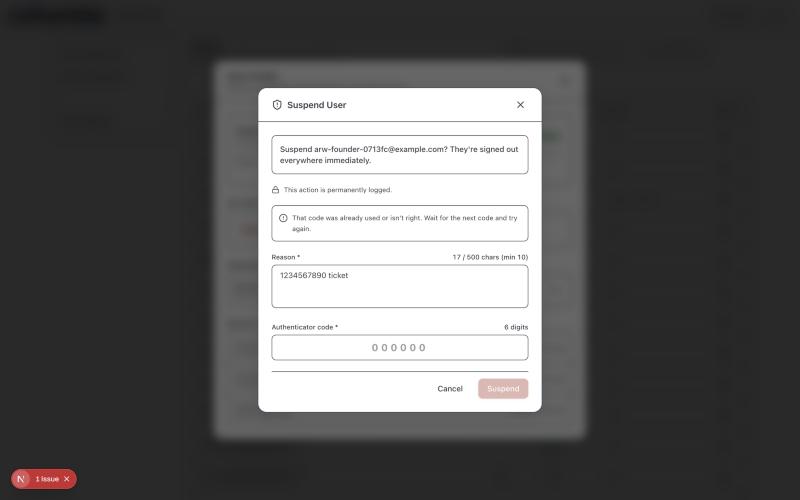 Suspend User
Suspend arw-founder-0713fc@example.com? They're signed out
everywhere immediately.
This action is permanently logged.
That code was already used or isn't right. Wait for the next code and try
again.
Reason * 17 / 500 chars (min 10)
1234567890 ticket
Authenticator code * 6 digits
000000
Cancel Suspend
N 1 Issue